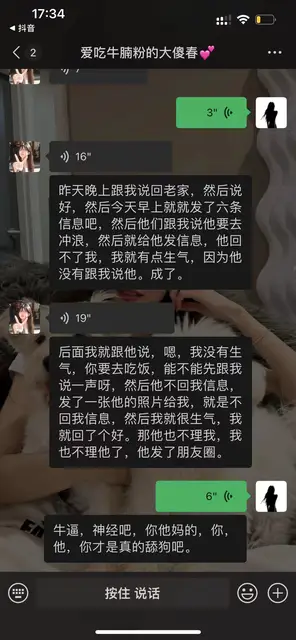 17:34
抖音
2
爱吃牛腩粉的大傻春💕
3"
16"
昨天晚上跟我说回老家，然后说
好，然后今天早上就就发了六条
信息吧，然后他们跟我说他要去
冲浪，然后就给他发信息，他回
不了我，我就有点生气，因为他
没有跟我说他。成了。
19"
后面我就跟他说，嗯，我没有生
气，你要去吃饭，能不能先跟我
说一声呀，然后他不回我信息，
发了一张他的照片给我，就是不
回我信息，然后我就很生气，我
就回了个好。那他也不理我，我
也不理他了，他发了朋友圈。
6"
牛逼，神经吧，你他妈的，你，
他，你才是真的舔狗吧。
按住 说话